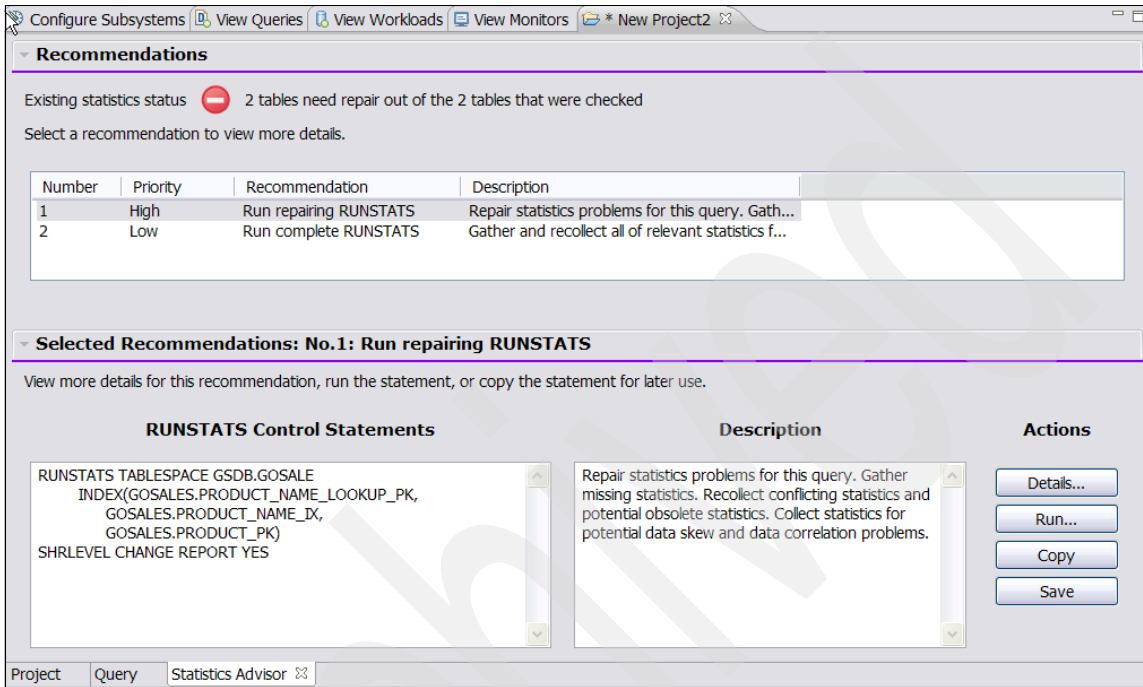 Configure Subsystems View Queries View Workloads View Monitors * New Project2
Recommendations
Existing statistics status 2 tables need repair out of the 2 tables that were checked
Select a recommendation to view more details.
Number Priority Recommendation Description
1 High Run repairing RUNSTATS Repair statistics problems for this query. Gath...
2 Low Run complete RUNSTATS Gather and recollect all of relevant statistics f...
Selected Recommendations: No.1: Run repairing RUNSTATS
View more details for this recommendation, run the statement, or copy the statement for later use.
RUNSTATS Control Statements
RUNSTATS TABLESPACE GSDB.GOSALE
INDEX(GOSALES.PRODUCT_NAME_LOOKUP_PK,
GOSALES.PRODUCT_NAME_IX,
GOSALES.PRODUCT_PK)
SHRLEVEL CHANGE REPORT YES
Description
Repair statistics problems for this query. Gather
missing statistics. Recollect conflicting statistics and
potential obsolete statistics. Collect statistics for
potential data skew and data correlation problems.
Actions
Details...
Run...
Copy
Save
Project Query Statistics Advisor